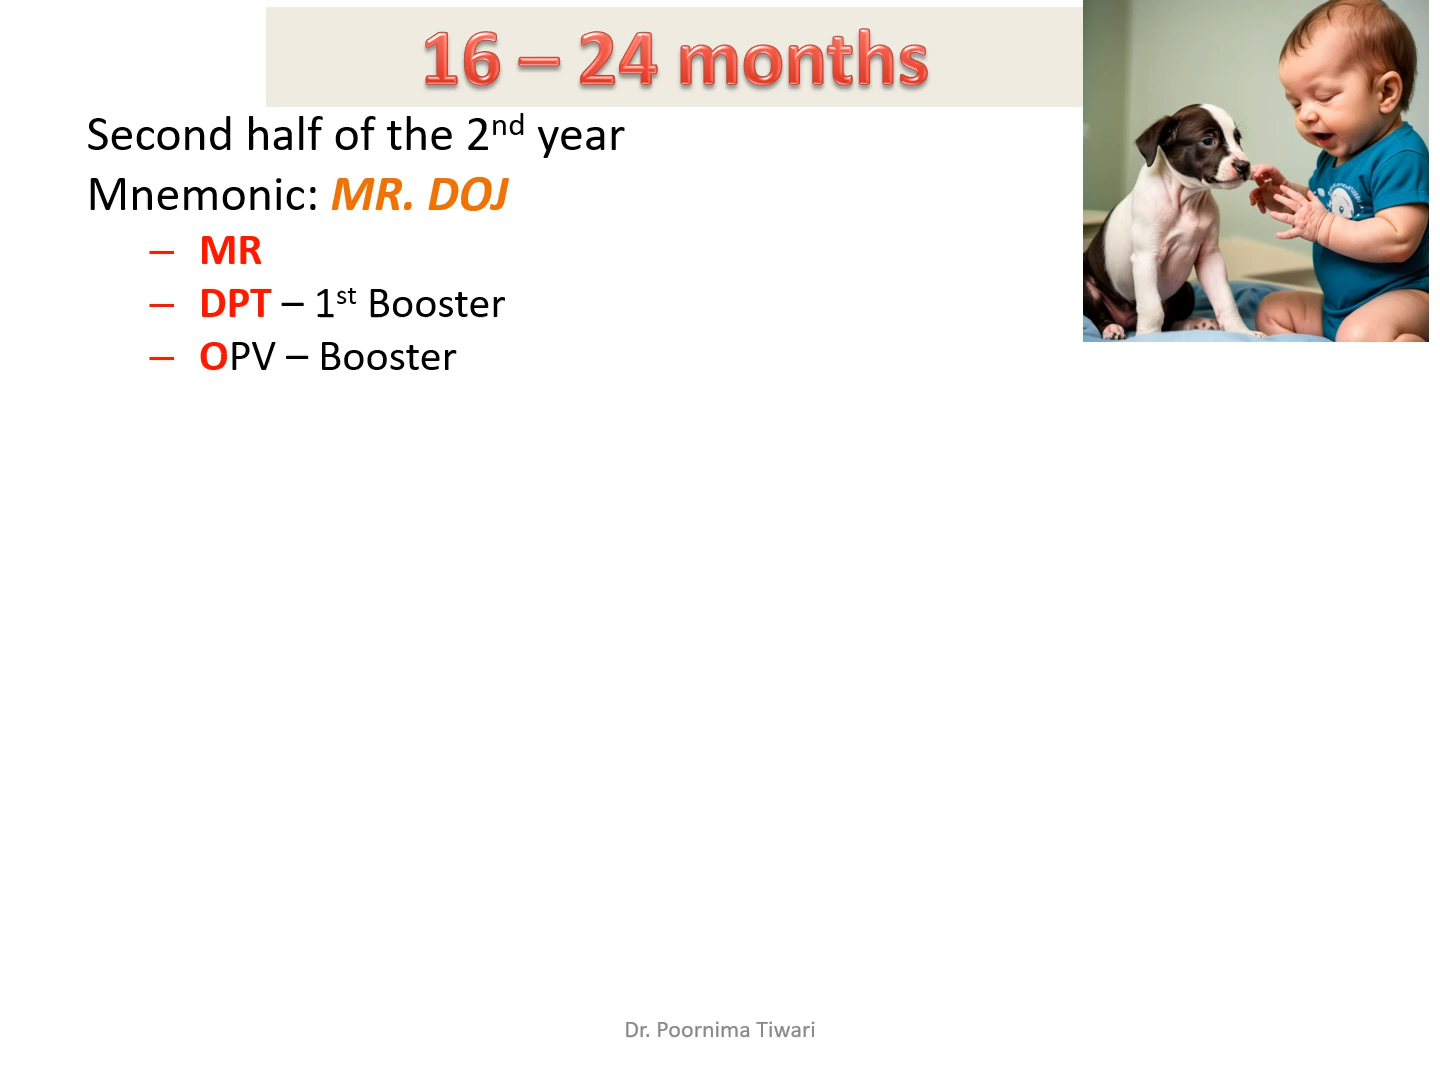 16 – 24 months
Second half of the 2nd year
Mnemonic: MR. DOJ
– MR
– DPT – 1st Booster
– OPV – Booster
Dr. Poornima Tiwari